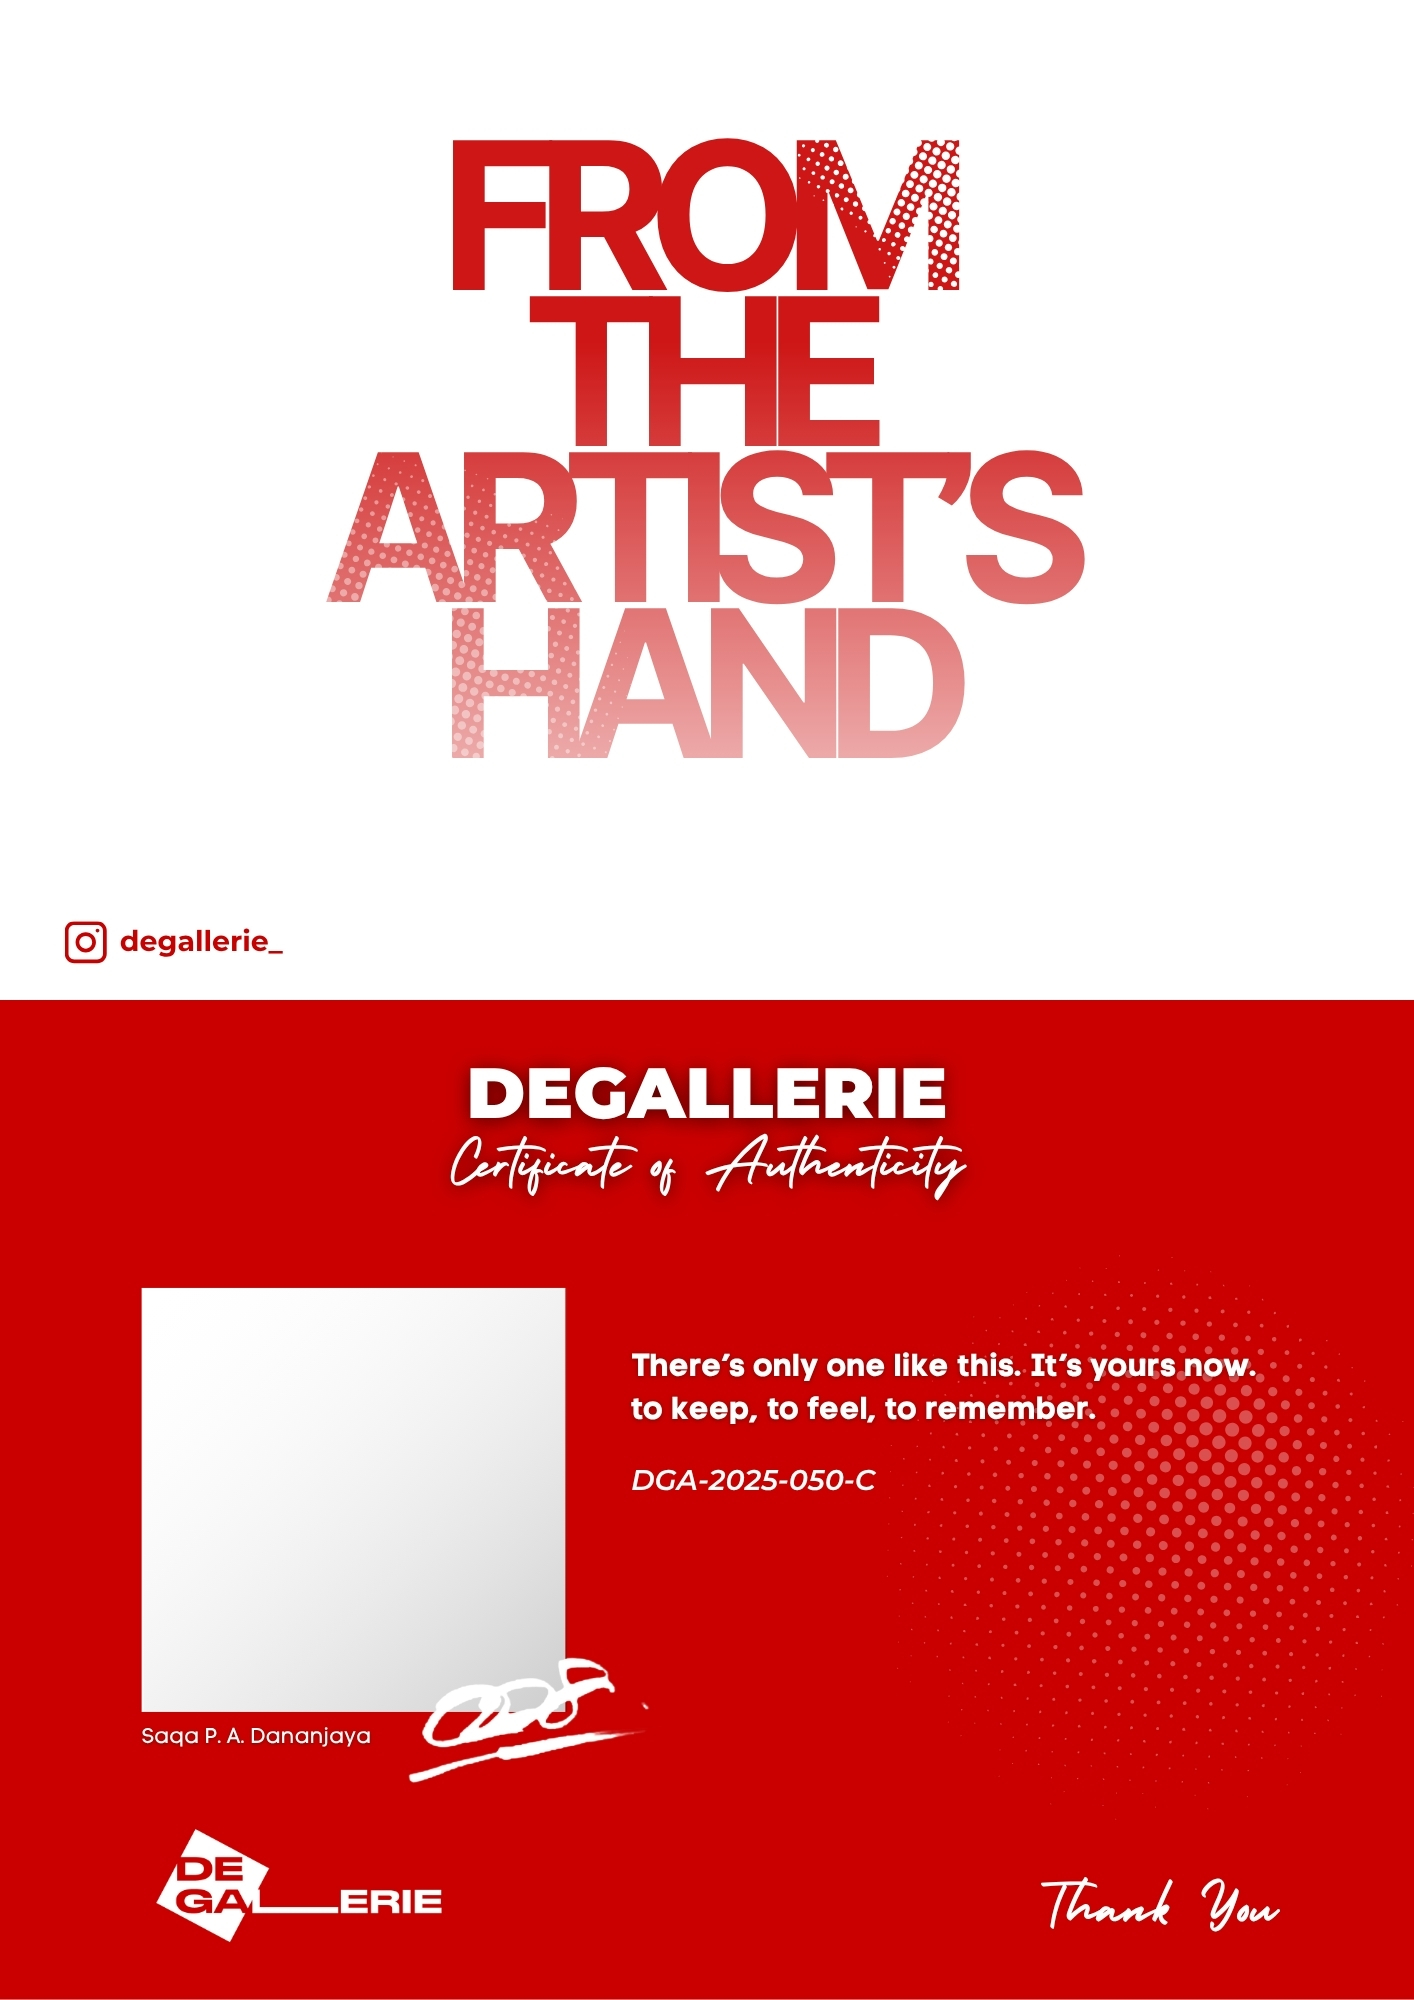 FROM
THE
ARTIST’S
HAND
degallerie_
DEGALLERIE
Certificate of Authenticity
There’s only one like this. It’s yours now.
to keep, to feel, to remember.
DGA-2025-050-C
Saqa P. A. Dananjaya
DE
GALLERIE
Thank You